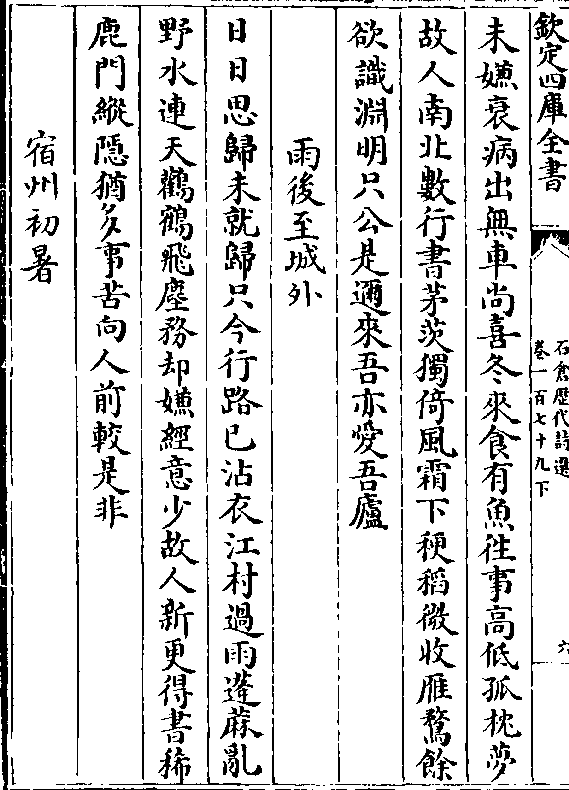 欽定四庫全書
石倉歴代詩選
卷一百七十九下
六
未嫌衰病出無車尚喜冬來食有魚徃事髙低孤枕夢
故人南北數行書茅茨獨倚風霜下稉稻微收雁鶩餘
欲識淵明只公是邇來吾亦愛吾廬
雨後至城外
日日思歸未就歸只今行路已沾衣江村過雨蓬蔴亂
野水連天鸛鶴飛塵務却嫌經意少故人新更得書稀
鹿門縱隱猶多事苦向人前較是非
宿州初暑